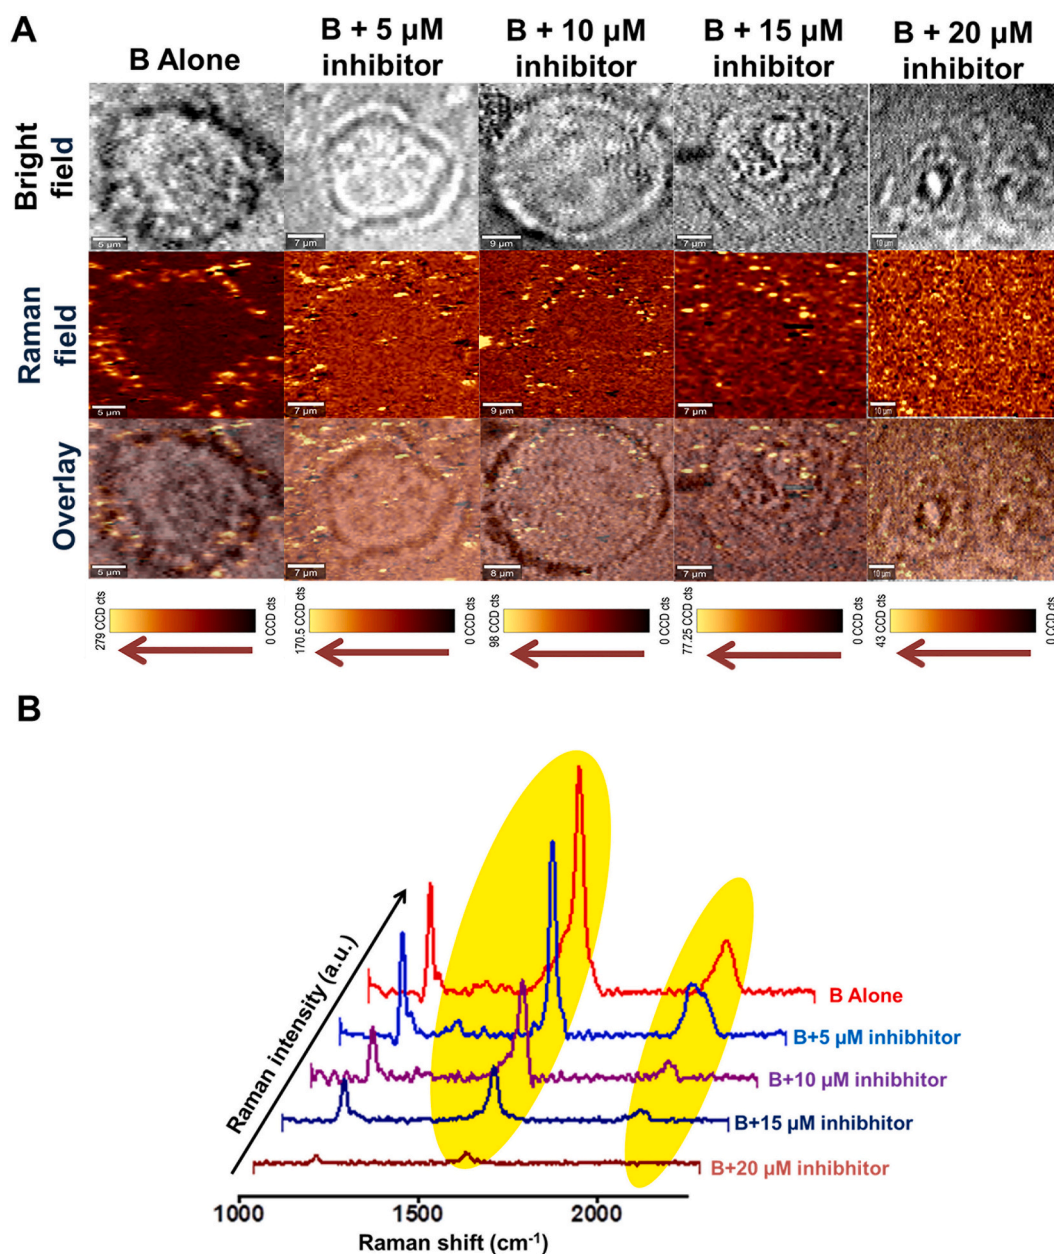 A
B Alone
B + 5 µM
inhibitor
B + 10 µM
inhibitor
B + 15 µM
inhibitor
B + 20 µM
inhibitor
Bright
field
5 µm
7 µm
9 µm
7 µm
10 µm
Raman
field
5 µm
7 µm
9 µm
7 µm
10 µm
Overlay
5 µm
7 µm
8 µm
7 µm
10 µm
279 CCD cts
0 CCD cts
170.5 CCD cts
0 CCD cts
98 CCD cts
0 CCD cts
77.25 CCD cts
0 CCD cts
43 CCD cts
0 CCD cts
B
Raman intensity (a.u.)
B Alone
B+5 µM inhibhitor
B+10 µM inhibhitor
B+15 µM inhibhitor
B+20 µM inhibhitor
1000
1500
2000
Raman shift (cm⁻¹)